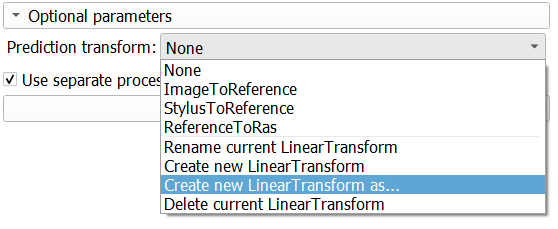 Optional parameters
Prediction transform: None
None
Use separate proces
ImageToReference
StylusToReference
ReferenceToRas
Rename current LinearTransform
Create new LinearTransform
Create new LinearTransform as...
Delete current LinearTransform